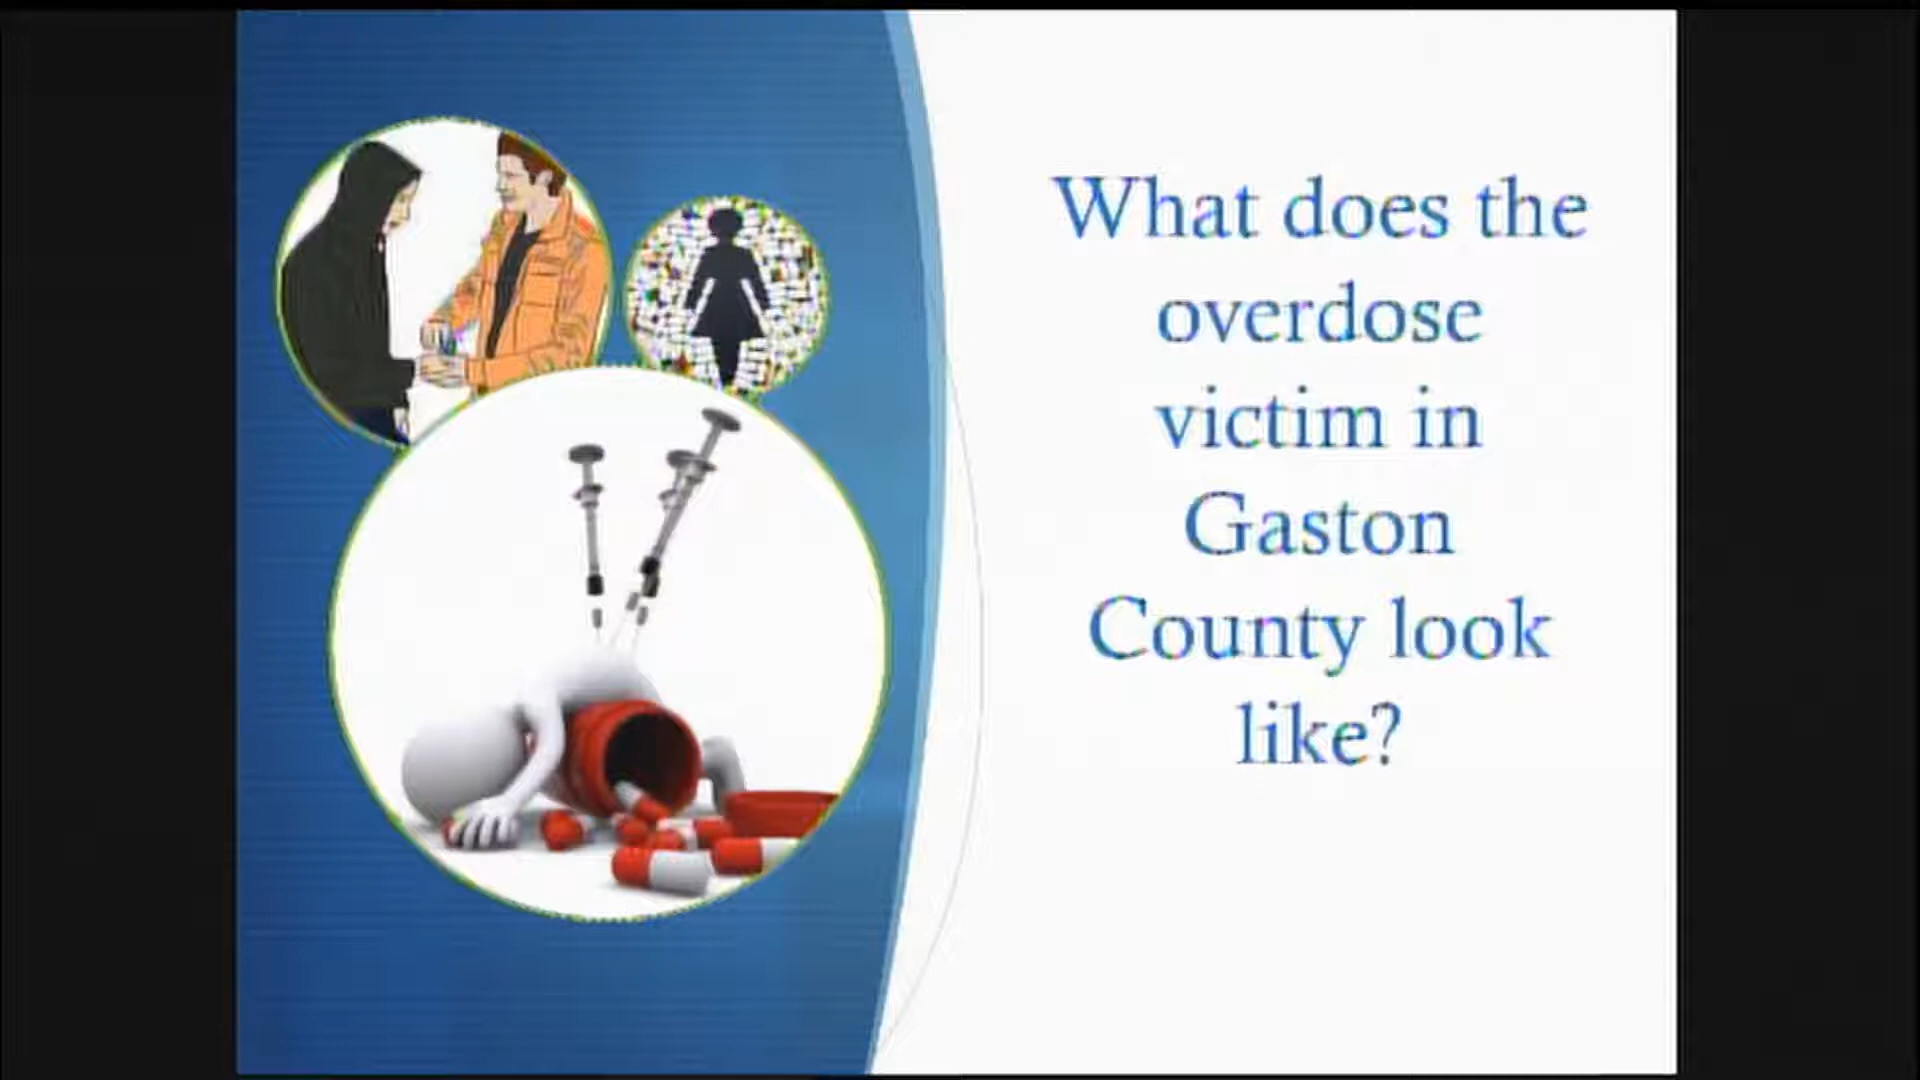 What does the
overdose
victim in
Gaston
County look
like?